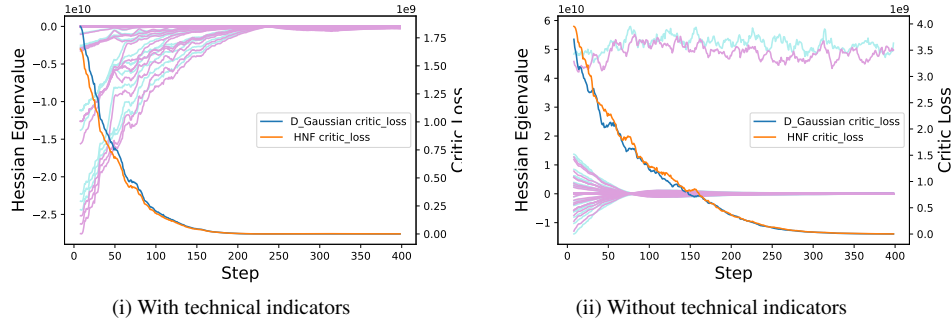 1e10
1e9
0.0
−0.5
−1.0
−1.5
−2.0
−2.5
Hessian Egienvalue
D_Gaussian critic_loss
HNF critic_loss
1.75
1.50
1.25
1.00
0.75
0.50
0.25
0.00
Critic Loss
0 50 100 150 200 250 300 350 400
Step
(i) With technical indicators
1e10
1e9
6
5
4
3
2
1
0
−1
Hessian Egienvalue
D_Gaussian critic_loss
HNF critic_loss
4.0
3.5
3.0
2.5
2.0
1.5
1.0
0.5
0.0
Critic Loss
0 50 100 150 200 250 300 350 400
Step
(ii) Without technical indicators